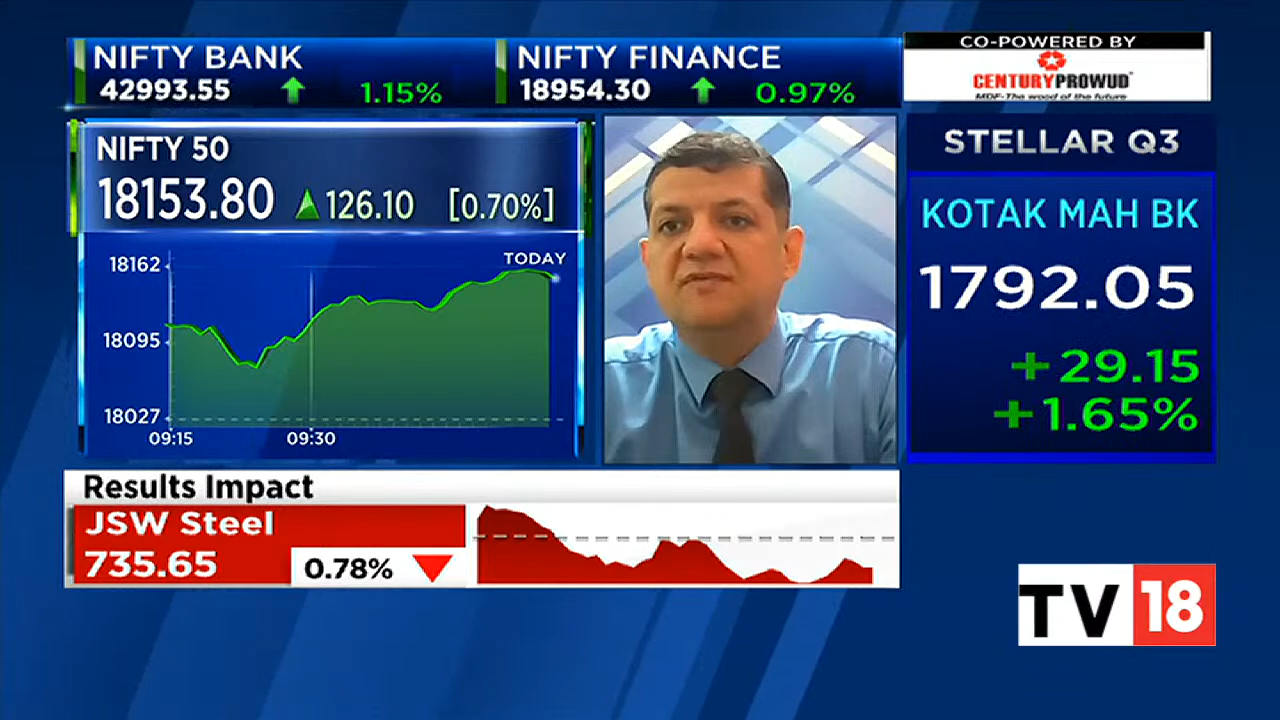 NIFTY BANK
42993.55 1.15%
NIFTY FINANCE
18954.30 0.97%
CO-POWERED BY
CENTURYPROWUD
MDF-The wood of the future
NIFTY 50
18153.80 126.10 [0.70%]
TODAY
18162
18095
18027
09:15 09:30
STELLAR Q3
KOTAK MAH BK
1792.05
+29.15
+1.65%
Results Impact
JSW Steel
735.65 0.78%
TV18